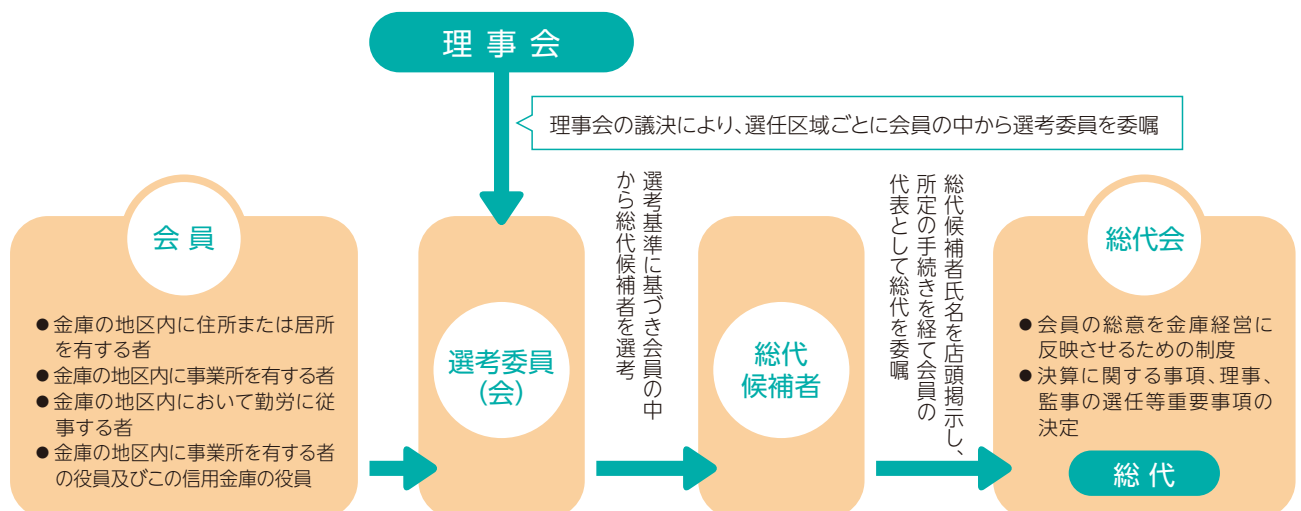 理事会
理事会の議決により、選任区域ごとに会員の中から選考委員を委嘱
会員
●金庫の地区内に住所または居所
を有する者
●金庫の地区内に事業所を有する者
●金庫の地区内において勤労に従
事する者
●金庫の地区内に事業所を有する者
の役員及びこの信用金庫の役員
選考委員
(会)
選考基準に基づき会員の中
から総代候補者を選考
総代
候補者
総代候補者氏名を店頭掲示し、
所定の手続きを経て会員の
代表として総代を委嘱
総代会
●会員の総意を金庫経営に
反映させるための制度
●決算に関する事項、理事、
監事の選任等重要事項の
決定
総代